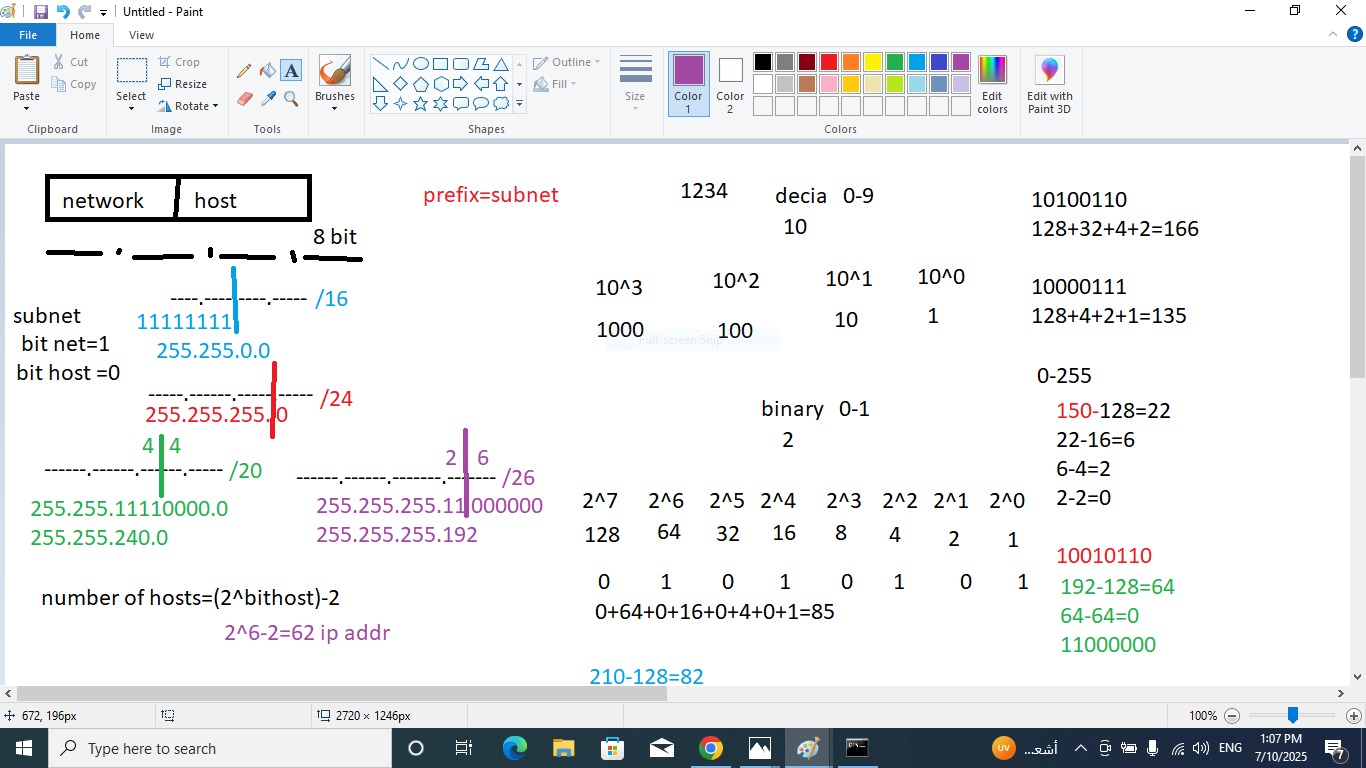 Untitled - Paint
File Home View
Paste Cut Copy Clipboard
Select Crop Resize Rotate Image
Tools
Brushes
Shapes
Outline Fill
Size
Color 1 Color 2 Edit colors Colors
Edit with Paint 3D
network host
8 bit
----.---- ----.----- /16
subnet
11111111
bit net=1
255.255.0.0
bit host =0
-----.------.----- ----- /24
255.255.255.0
4 4
------.------.------.----- /20
255.255.11110000.0
255.255.240.0
2 6
------.------.-------.------- /26
255.255.255.11000000
255.255.255.192
number of hosts=(2^bithost)-2
2^6-2=62 ip addr
prefix=subnet
1234 decia 0-9
10
10^3 10^2 10^1 10^0
1000 100 10 1
Full-screen Snip
binary 0-1
2
2^7 2^6 2^5 2^4 2^3 2^2 2^1 2^0
128 64 32 16 8 4 2 1
0 1 0 1 0 1 0 1
0+64+0+16+0+4+0+1=85
210-128=82
10100110
128+32+4+2=166
10000111
128+4+2+1=135
0-255
150-128=22
22-16=6
6-4=2
2-2=0
10010110
192-128=64
64-64=0
11000000
672, 196px
2720 × 1246px
100%
Type here to search
UV
أشعـ...
ENG
1:07 PM
7/10/2025
7